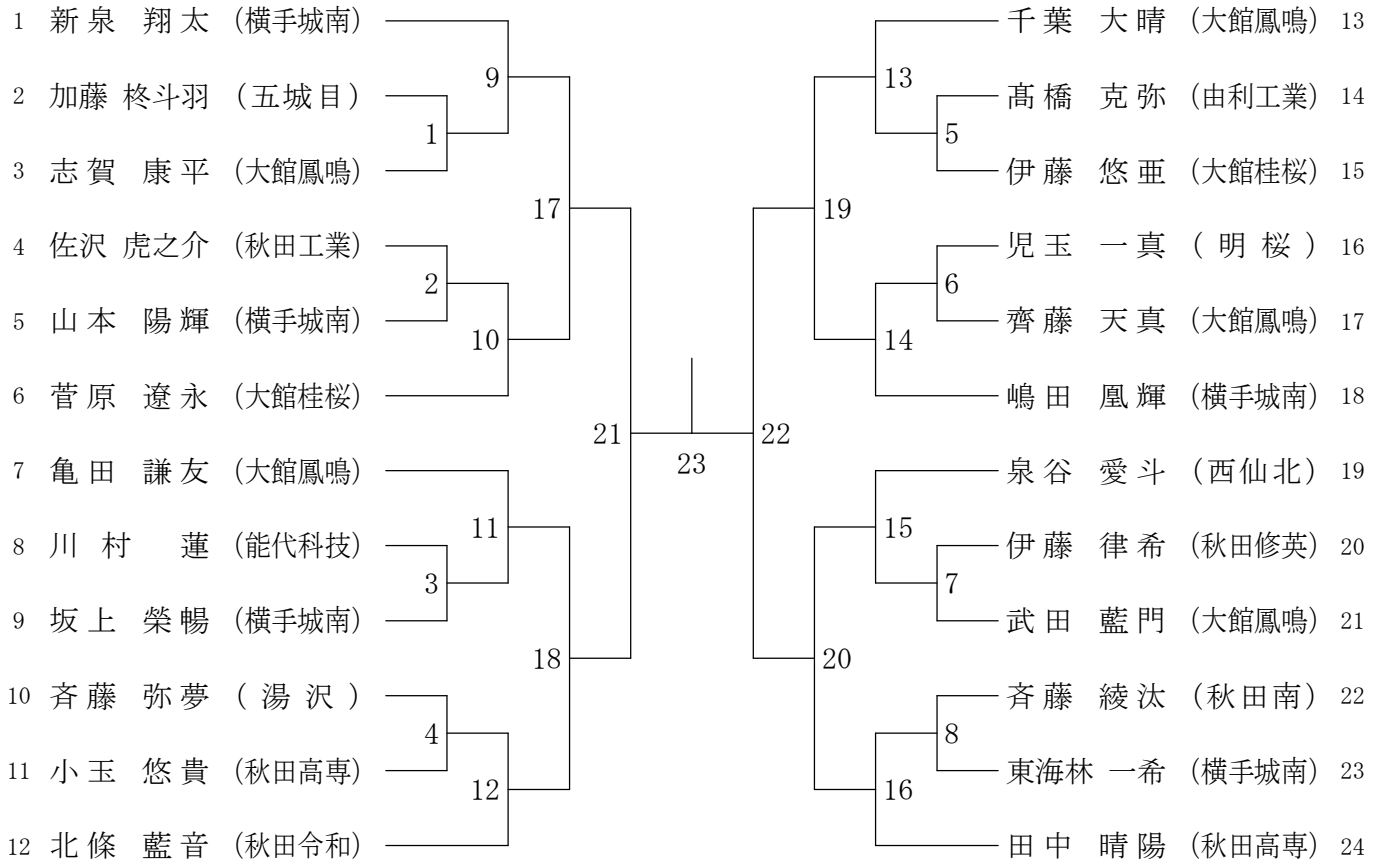 1 新泉 翔太 (横手城南)
2 加藤 柊斗羽 (五城目)
3 志賀 康平 (大館鳳鳴)
4 佐沢 虎之介 (秋田工業)
5 山本 陽輝 (横手城南)
6 菅原 遼永 (大館桂桜)
7 亀田 謙友 (大館鳳鳴)
8 川村 蓮 (能代科技)
9 坂上 榮暢 (横手城南)
10 斉藤 弥夢 (湯沢)
11 小玉 悠貴 (秋田高専)
12 北條 藍音 (秋田令和)
9
1
17
2
10
21
11
3
18
4
12
23
13
5
19
6
14
22
15
7
20
8
16
千葉 大晴 (大館鳳鳴) 13
髙橋 克弥 (由利工業) 14
伊藤 悠亜 (大館桂桜) 15
児玉 一真 (明桜) 16
齊藤 天真 (大館鳳鳴) 17
嶋田 凰輝 (横手城南) 18
泉谷 愛斗 (西仙北) 19
伊藤 律希 (秋田修英) 20
武田 藍門 (大館鳳鳴) 21
斉藤 綾汰 (秋田南) 22
東海林 一希 (横手城南) 23
田中 晴陽 (秋田高専) 24